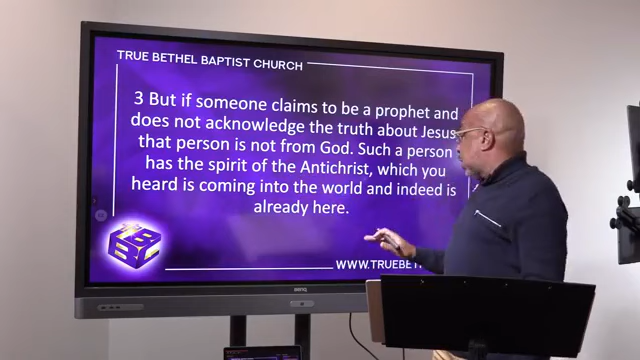 TRUE BETHEL BAPTIST CHURCH
3 But if someone claims to be a prophet and
does not acknowledge the truth about Jesus,
that person is not from God. Such a person
has the spirit of the Antichrist, which you
heard is coming into the world and indeed is
already here.
TBBC
BENQ